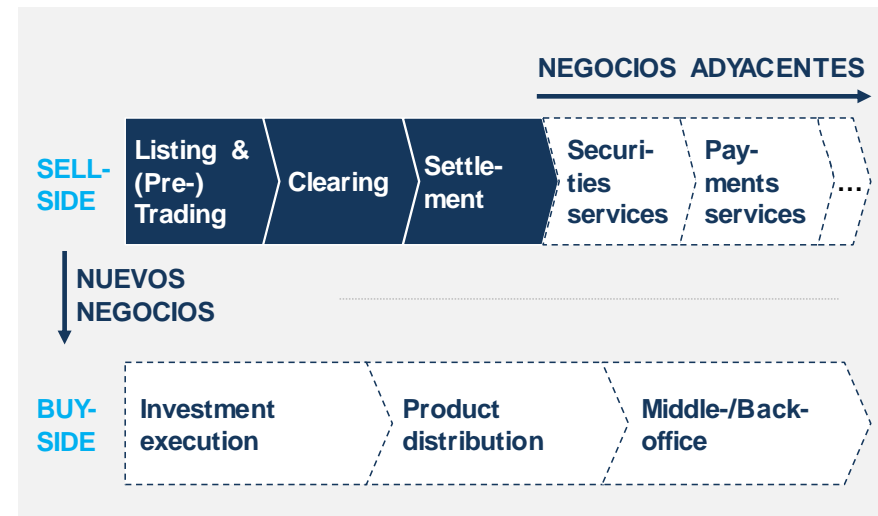 NEGOCIOS ADYACENTES
SELL-
SIDE
Listing &
(Pre-)
Trading
Clearing
Settle-
ment
Securi-
ties
services
Pay-
ments
services
...
NUEVOS
NEGOCIOS
BUY-
SIDE
Investment
execution
Product
distribution
Middle-/Back-
office